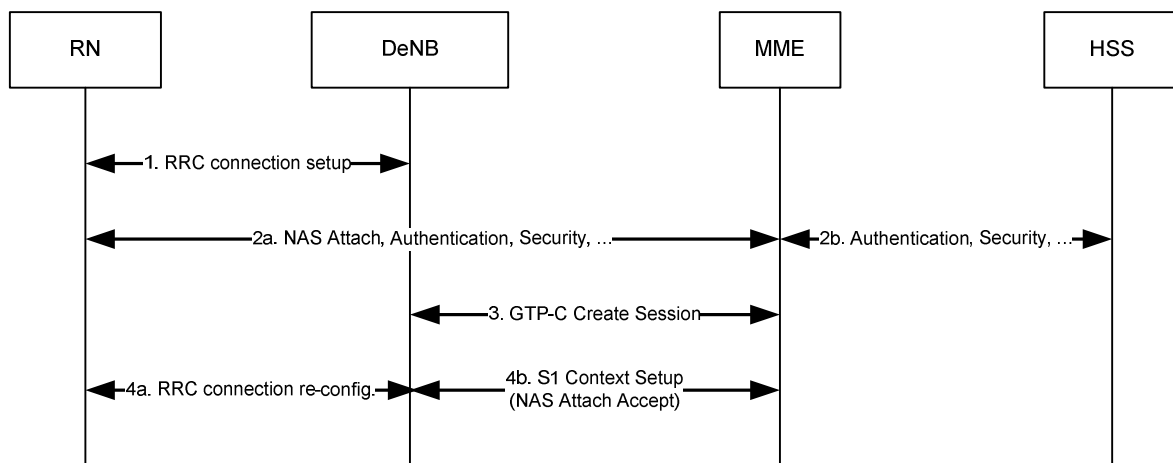 RN
DeNB
MME
HSS
1. RRC connection setup
2a. NAS Attach, Authentication, Security, ...
2b. Authentication, Security, ...
3. GTP-C Create Session
4a. RRC connection re-config.
4b. S1 Context Setup
(NAS Attach Accept)